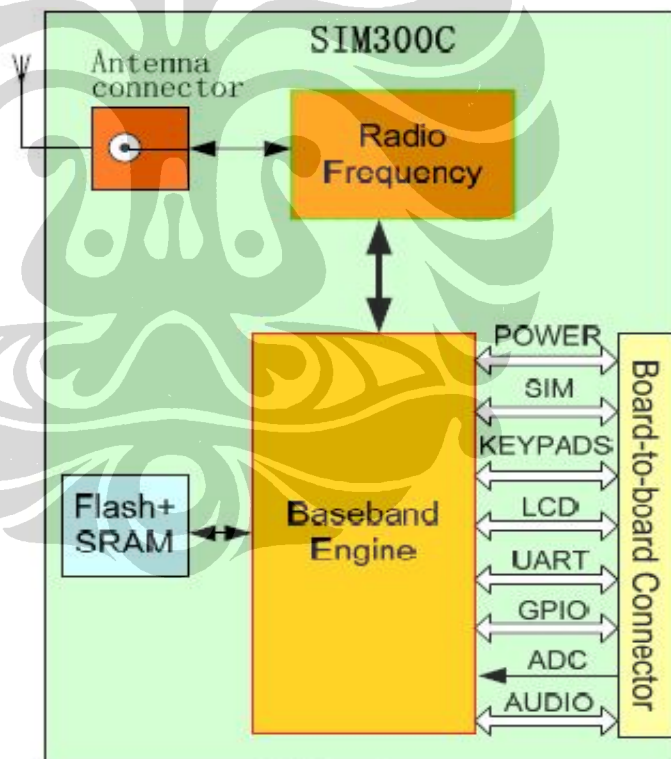 SIM300C
Antenna
connector
Radio
Frequency
POWER
SIM
KEYPADS
LCD
UART
GPIO
ADC
AUDIO
Board-to-board Connector
Flash+
SRAM
Baseband
Engine